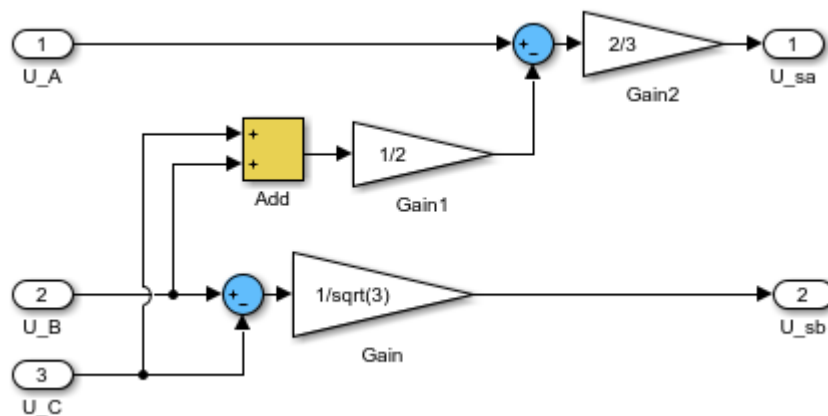 1
U_A
+
-
2/3
Gain2
1
U_sa
+
+
Add
1/2
Gain1
2
U_B
+
-
1/sqrt(3)
Gain
2
U_sb
3
U_C